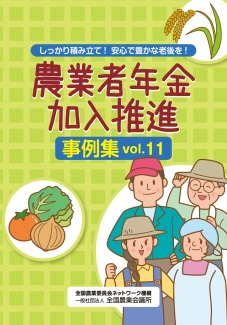 しっかり積み立て！ 安心で豊かな老後を！
農業者年金
加入推進
事例集 vol.11
全国農業委員会ネットワーク機構
一般社団法人 全国農業会議所